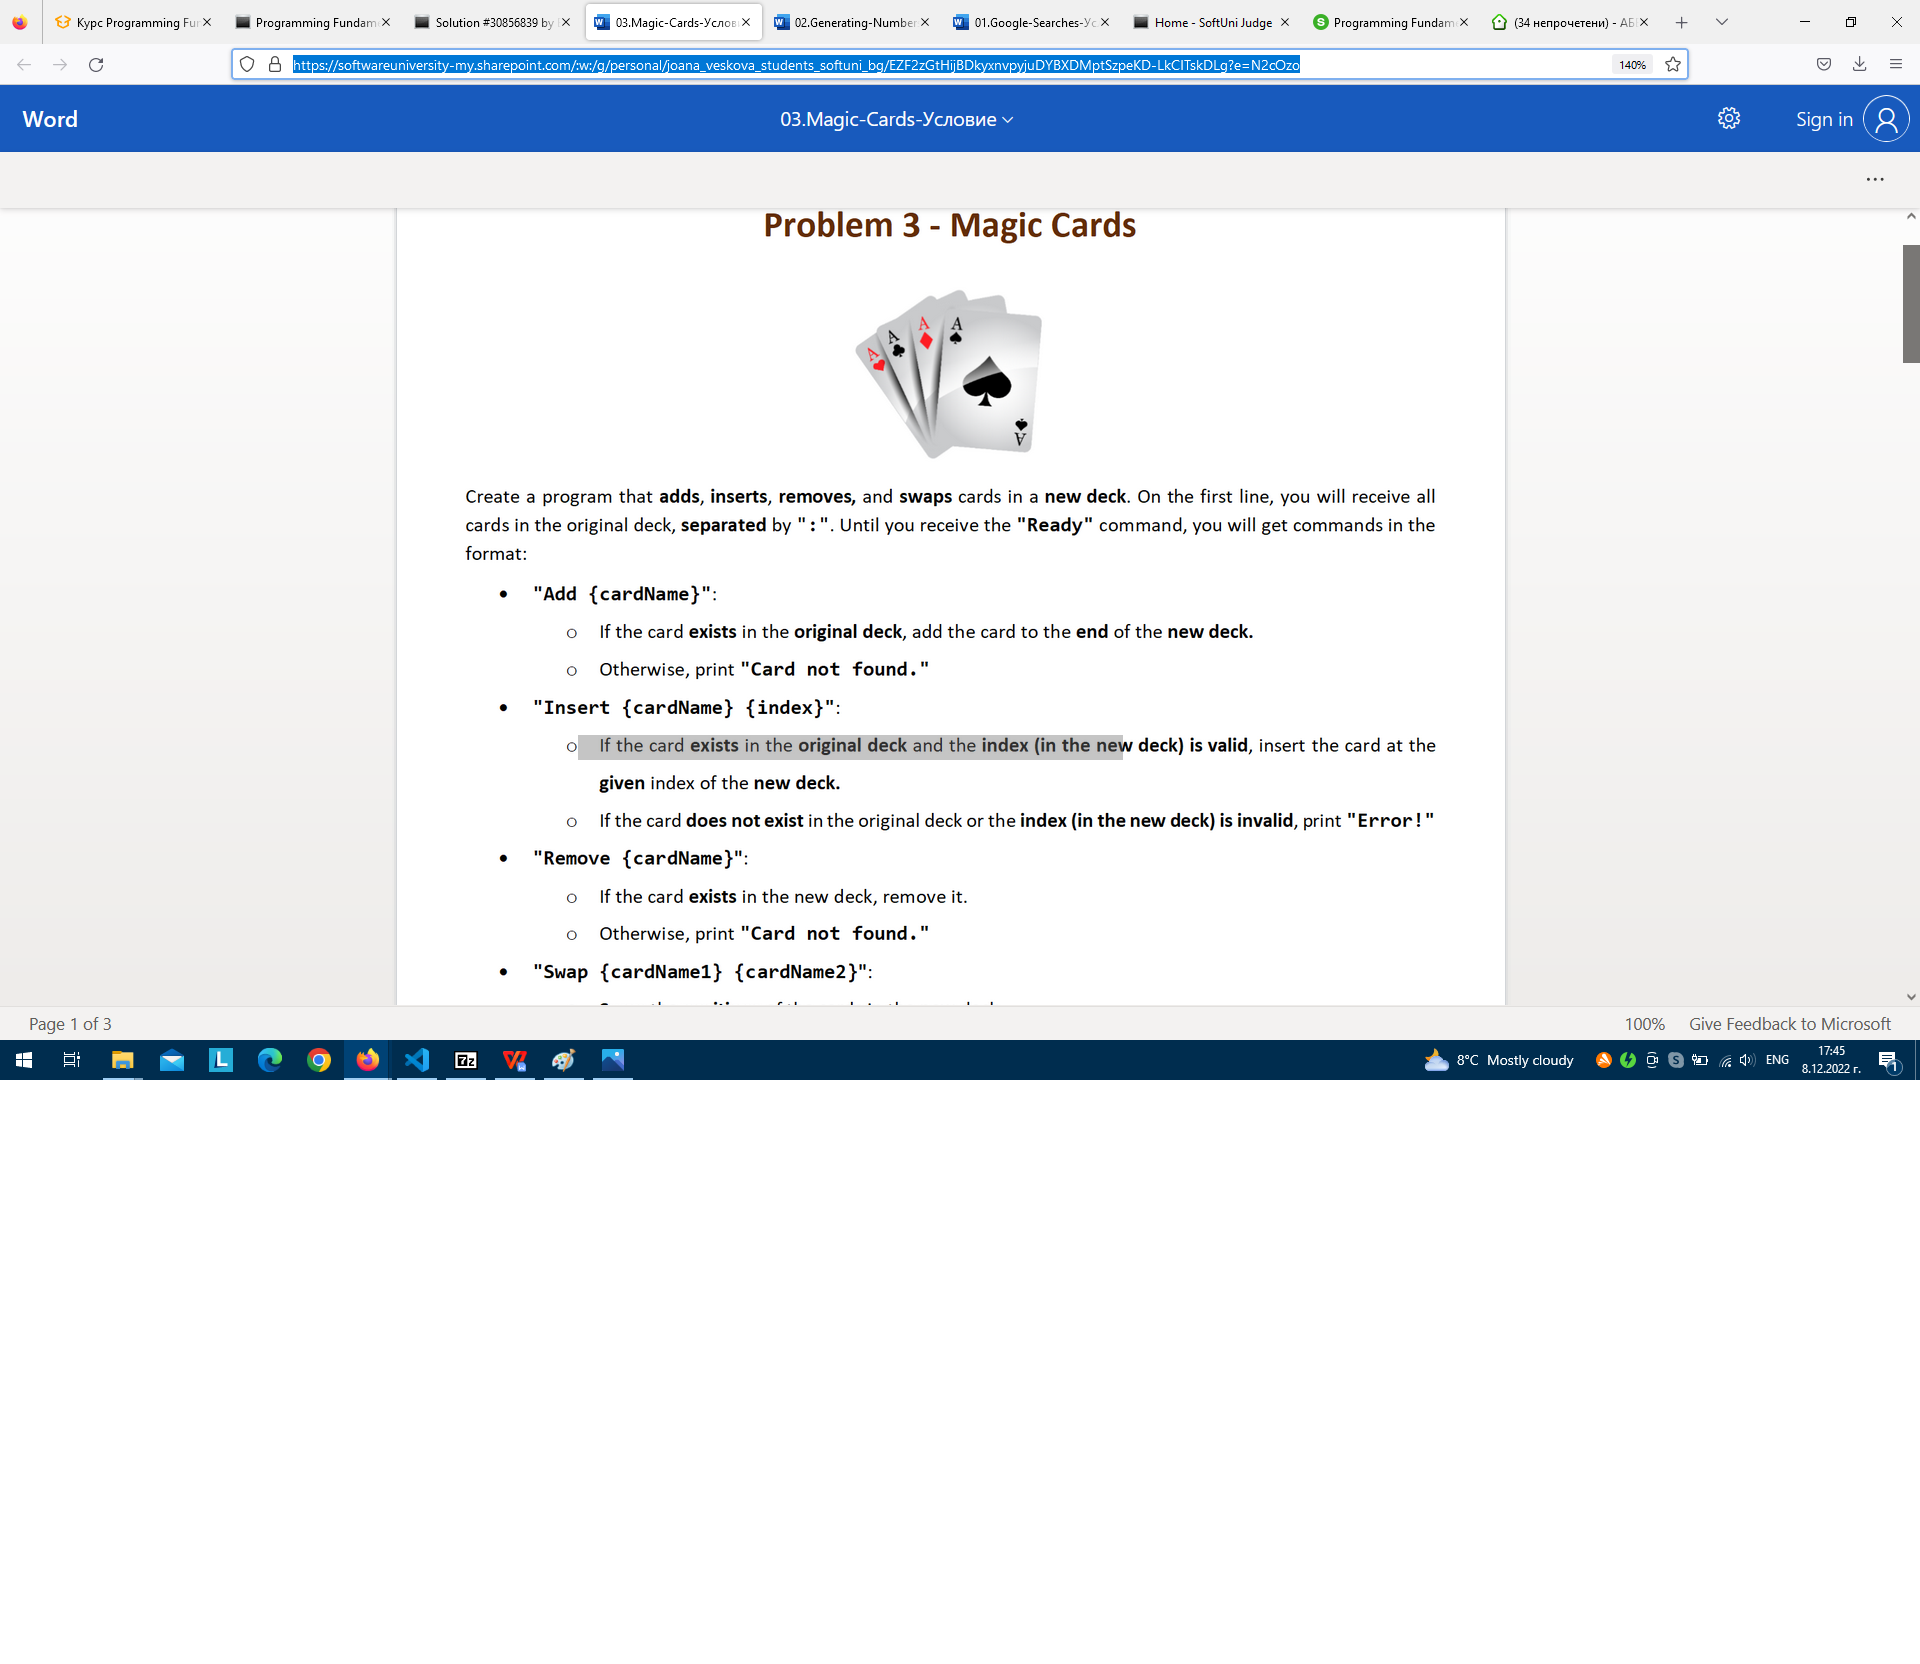 Курс Programming Fu
Programming Fundam
Solution #30856839 by
03.Magic-Cards-Услов
02.Generating-Number
01.Google-Searches-Ус
Home - SoftUni Judge
Programming Fundam
(34 непрочетени) - АБ
https://softwareuniversity-my.sharepoint.com/:w:/g/personal/joana_veskova_students_softuni_bg/EZF2zGtHijBDkyxnvpyjuDYBXDMptSzpeKD-LkCITskDLg?e=N2cOzo
140%
Word
03.Magic-Cards-Условие
Sign in
Problem 3 - Magic Cards
A A A A
A
Create a program that adds, inserts, removes, and swaps cards in a new deck. On the first line, you will receive all
cards in the original deck, separated by ":". Until you receive the "Ready" command, you will get commands in the
format:
• "Add {cardName}":
o If the card exists in the original deck, add the card to the end of the new deck.
o Otherwise, print "Card not found."
• "Insert {cardName} {index}":
o If the card exists in the original deck and the index (in the new deck) is valid, insert the card at the
given index of the new deck.
o If the card does not exist in the original deck or the index (in the new deck) is invalid, print "Error!"
• "Remove {cardName}":
o If the card exists in the new deck, remove it.
o Otherwise, print "Card not found."
• "Swap {cardName1} {cardName2}":
Page 1 of 3
100% Give Feedback to Microsoft
8°C Mostly cloudy
ENG
17:45
8.12.2022 г.
1